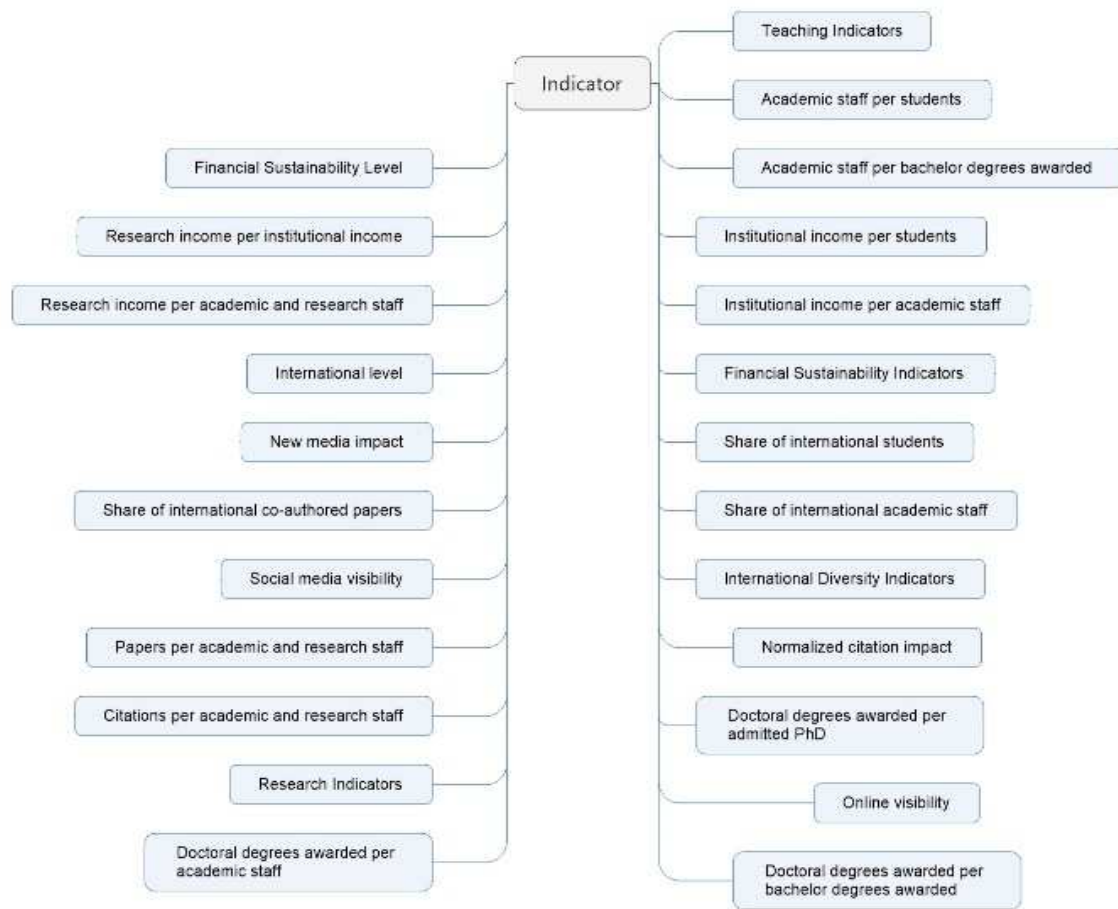 Indicator
Teaching Indicators
Academic staff per students
Academic staff per bachelor degrees awarded
Institutional income per students
Institutional income per academic staff
Financial Sustainability Indicators
Share of international students
Share of international academic staff
International Diversity Indicators
Normalized citation impact
Doctoral degrees awarded per
admitted PhD
Online visibility
Doctoral degrees awarded per
bachelor degrees awarded
Financial Sustainability Level
Research income per institutional income
Research income per academic and research staff
International level
New media impact
Share of international co-authored papers
Social media visibility
Papers per academic and research staff
Citations per academic and research staff
Research Indicators
Doctoral degrees awarded per
academic staff